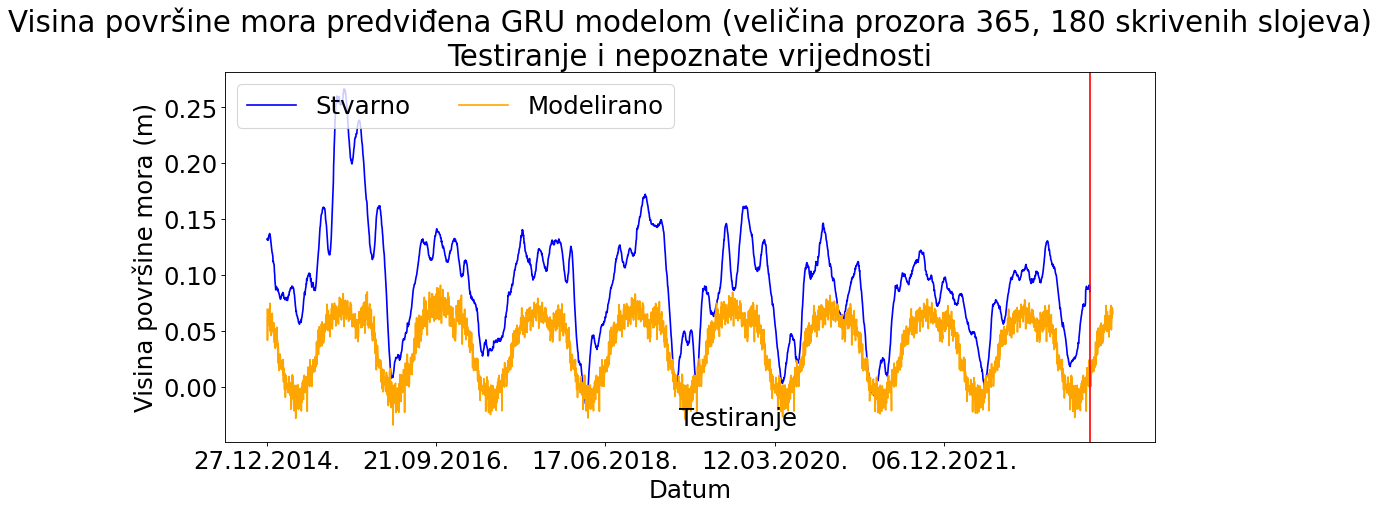 Visina površine mora predviđena GRU modelom (veličina prozora 365, 180 skrivenih slojeva)
Testiranje i nepoznate vrijednosti
Stvarno Modelirano
Visina površine mora (m)
0.25
0.20
0.15
0.10
0.05
0.00
Testiranje
27.12.2014. 21.09.2016. 17.06.2018. 12.03.2020. 06.12.2021.
Datum